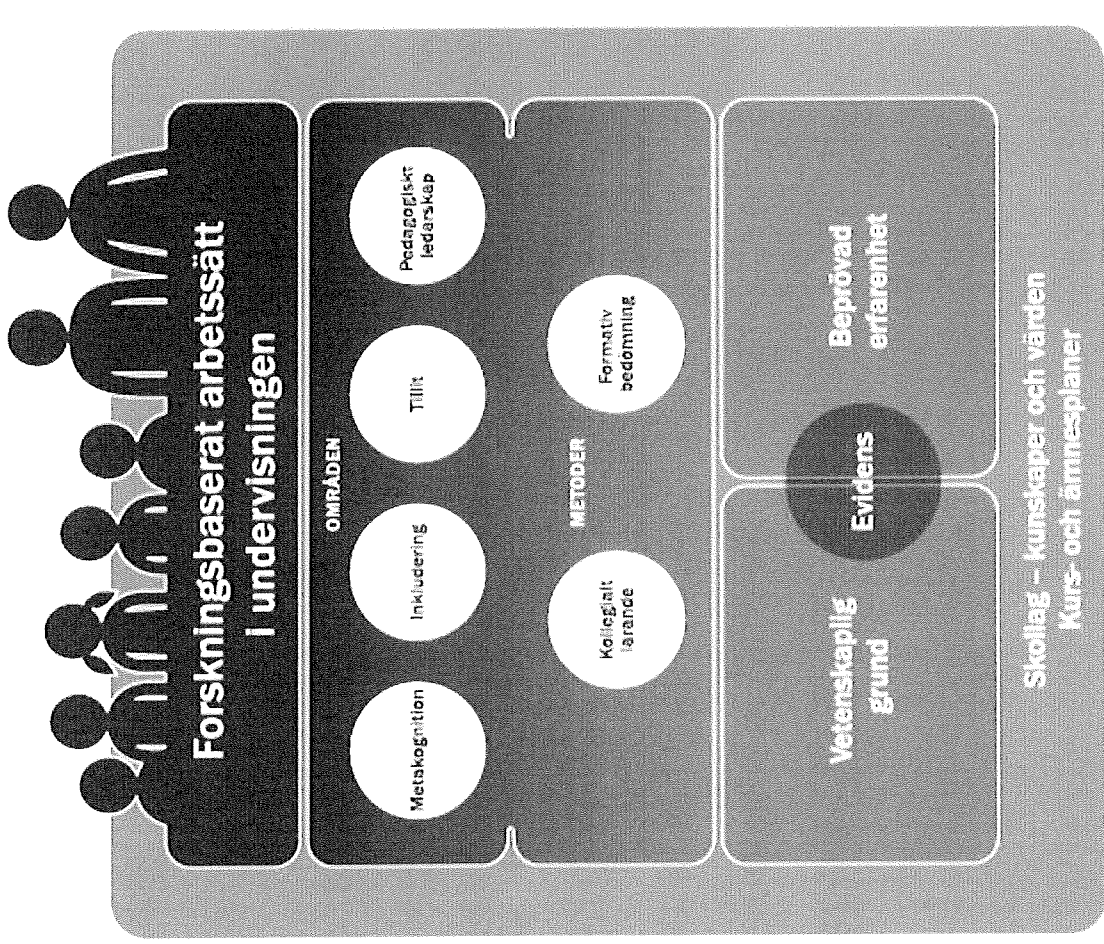 Forskningsbaserat arbetssätt
i undervisningen
OMRÅDEN
Metakognition
Inkludering
Tillit
Pedagogiskt
ledarskap
METODER
Kollegialt
lärande
Formativ
bedömning
Vetenskaplig
grund
Evidens
Beprövad
erfarenhet
Skollag – kunskaper och värden
Kurs- och ämnesplaner